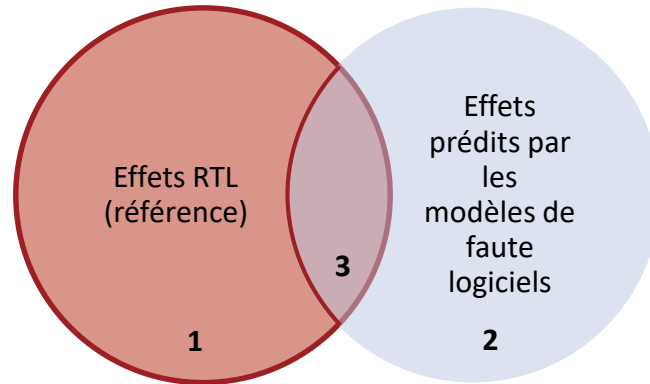 Effets RTL
(référence)
Effets
prédits par
les
modèles de
faute
logiciels
3
1
2